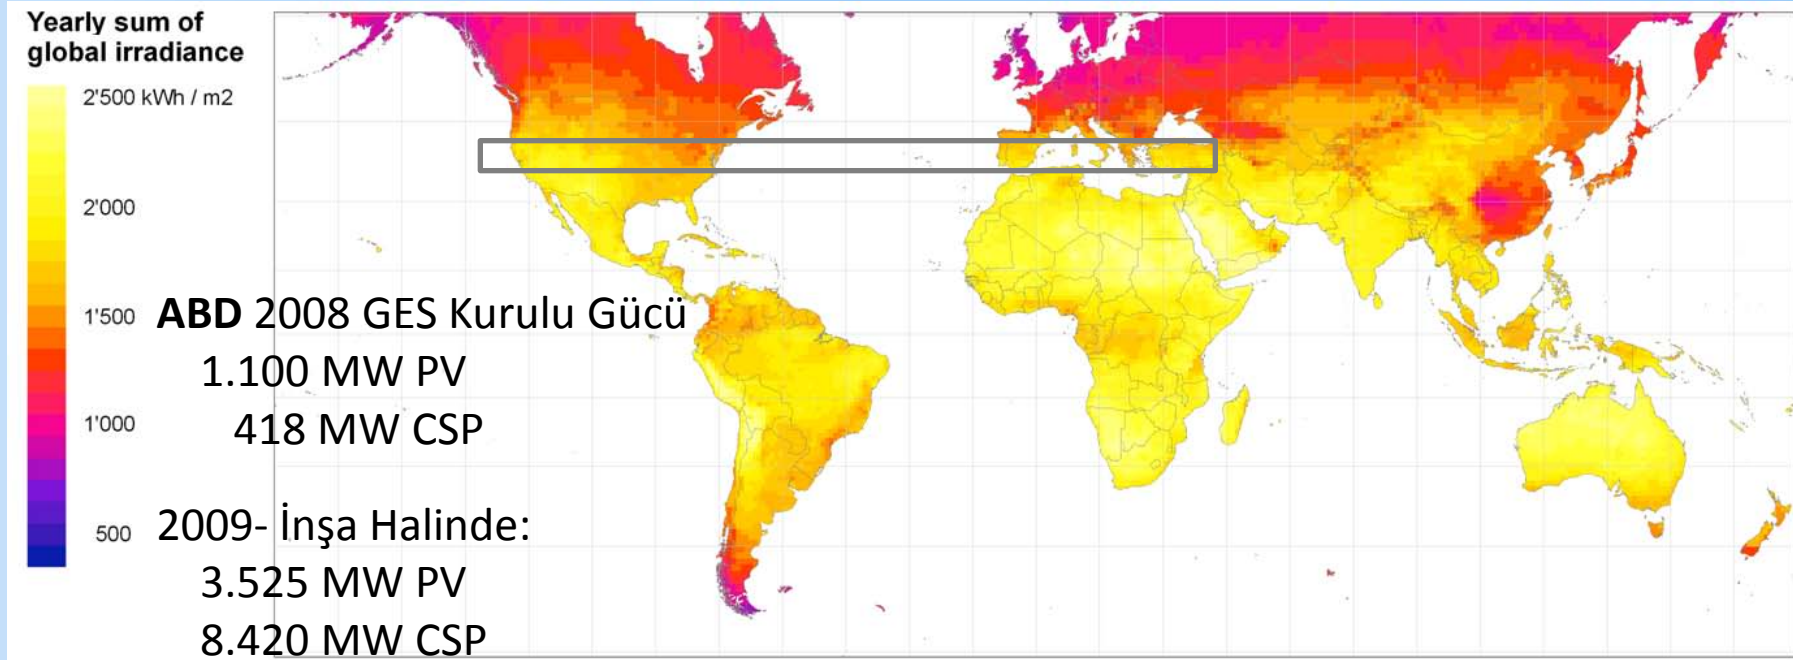 Yearly sum of
global irradiance
2'500 kWh / m2
2'000
1'500
1'000
500
ABD 2008 GES Kurulu Gücü
1.100 MW PV
418 MW CSP
2009- İnşa Halinde:
3.525 MW PV
8.420 MW CSP